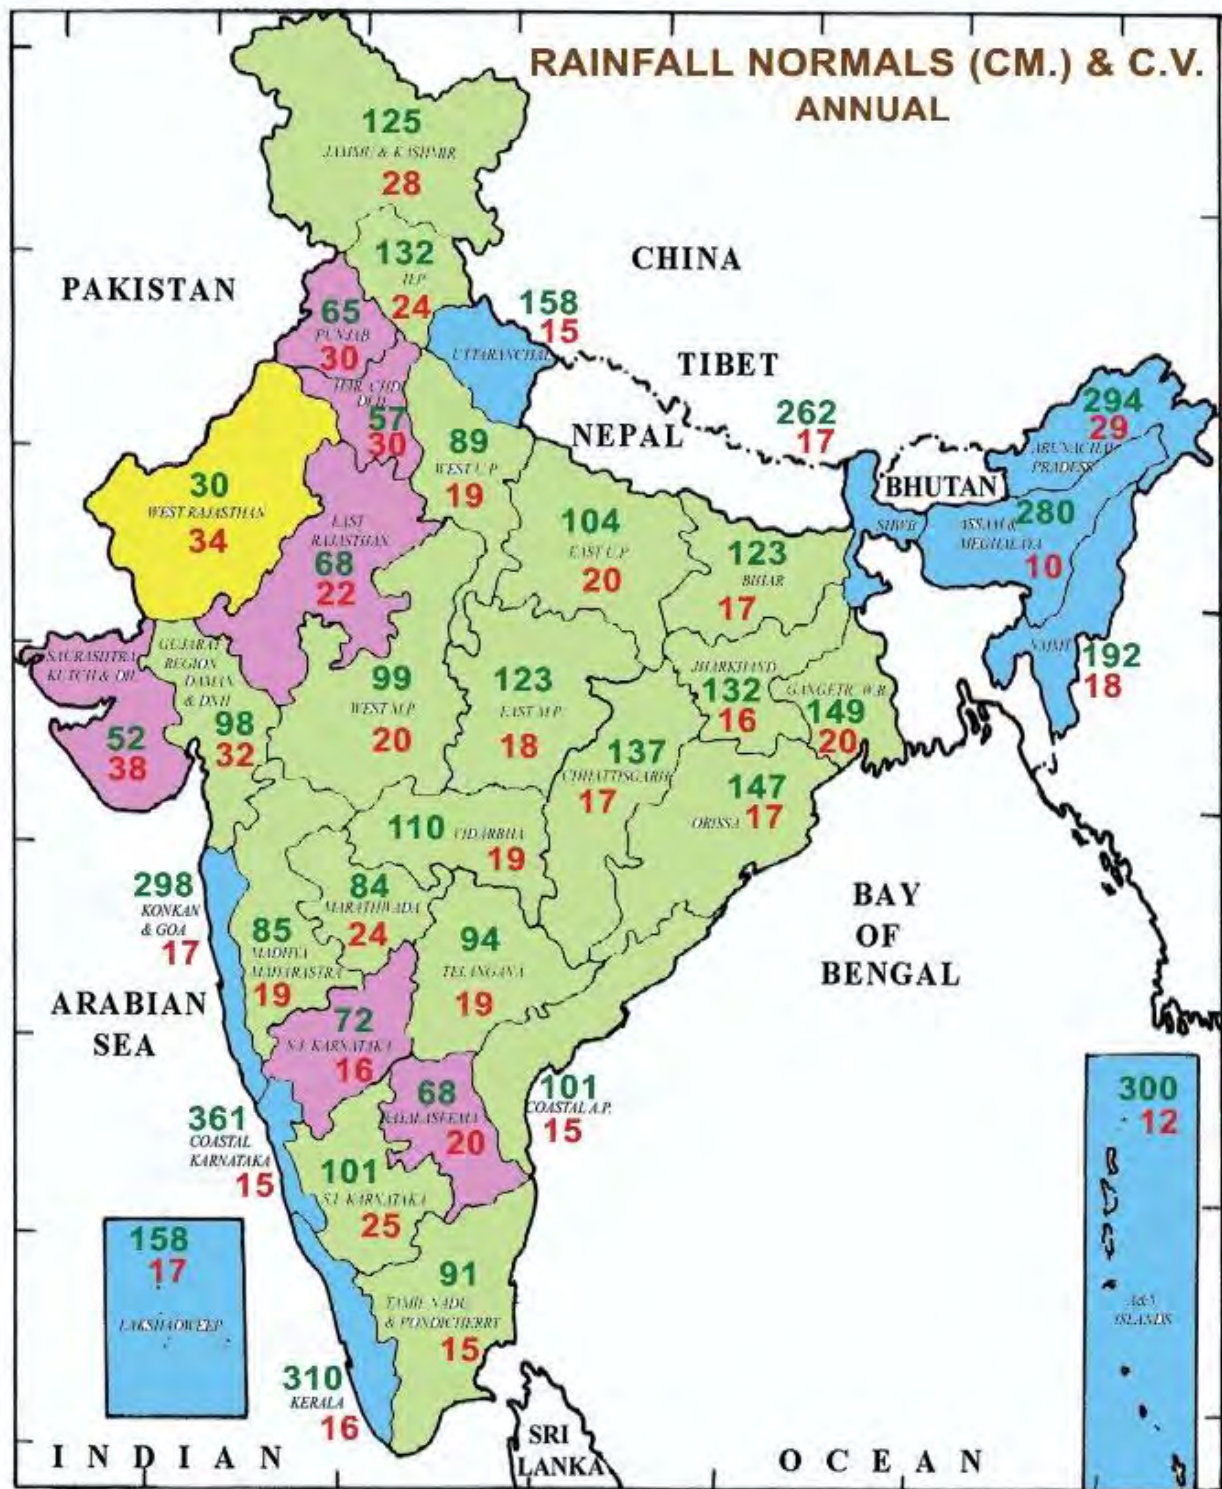 RAINFALL NORMALS (CM.) & C.V.
ANNUAL
125
JAMMU & KASHMIR
28
132
H.P
24
CHINA
PAKISTAN
65
PUNJAB
30
158
15
UTTARANCHAL
TIBET
HAR. CHD
DLH
57
30
NEPAL
262
17
294
29
ARUNACHAL
PRADESH
89
WEST U.P
19
BHUTAN
30
WEST RAJASTHAN
34
EAST
RAJASTHAN
68
22
104
EAST U.P
20
123
BIHAR
17
SHWB
ASSAM &
MEGHALAYA
280
10
NMMT
192
18
SAURASHTRA
KUTCH & DIU
52
38
GUJARAT
REGION
DAMAN
& DNH
98
32
99
WEST M.P.
20
123
EAST M.P.
18
JHARKHAND
132
16
GANGETIC W.B
149
20
137
CHHATTISGARH
17
147
ORISSA 17
110 VIDARBHA
19
298
KONKAN
& GOA
17
84
MARATHWADA
24
85
MADHYA
MAHARASTRA
19
94
TELANGANA
19
BAY
OF
BENGAL
ARABIAN
SEA
72
N.I. KARNATAKA
16
68
RAYALASEEMA
20
101
COASTAL A.P.
15
300
12
A&N
ISLANDS
361
COASTAL
KARNATAKA
15
101
S.I. KARNATAKA
25
158
17
LAKSHADWEEP
91
TAMIL NADU
& PONDICHERRY
15
310
KERALA
16
SRI
LANKA
INDIAN OCEAN